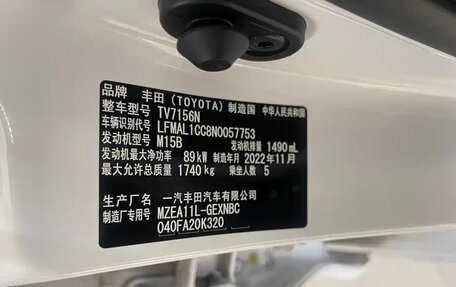 品牌 丰田（TOYOTA）制造国 中华人民共和国
整车型号 TV7156N
车辆识别代号 LFMAL1CC8N0057753
发动机型号 M15B 发动机排量 1490 mL
发动机最大净功率 89 kW 制造年月 2022年11月
最大允许总质量 1740 kg 乘坐人数 5
生产厂名 一汽丰田汽车有限公司
制造厂专用号 MZEA11L-GEXNBC
040FA20K320